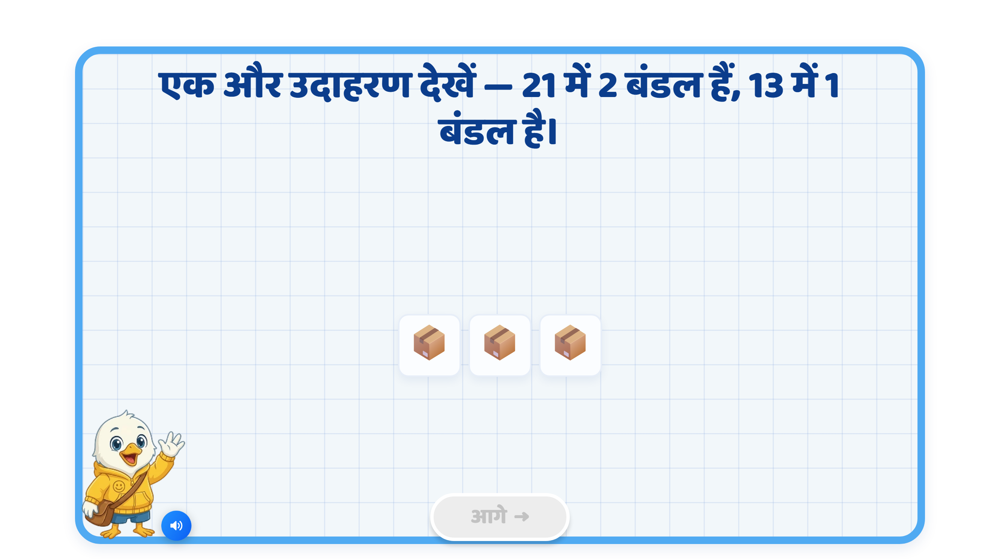 एक और उदाहरण देखें — 21 में 2 बंडल हैं, 13 में 1
बंडल है।
आगे →